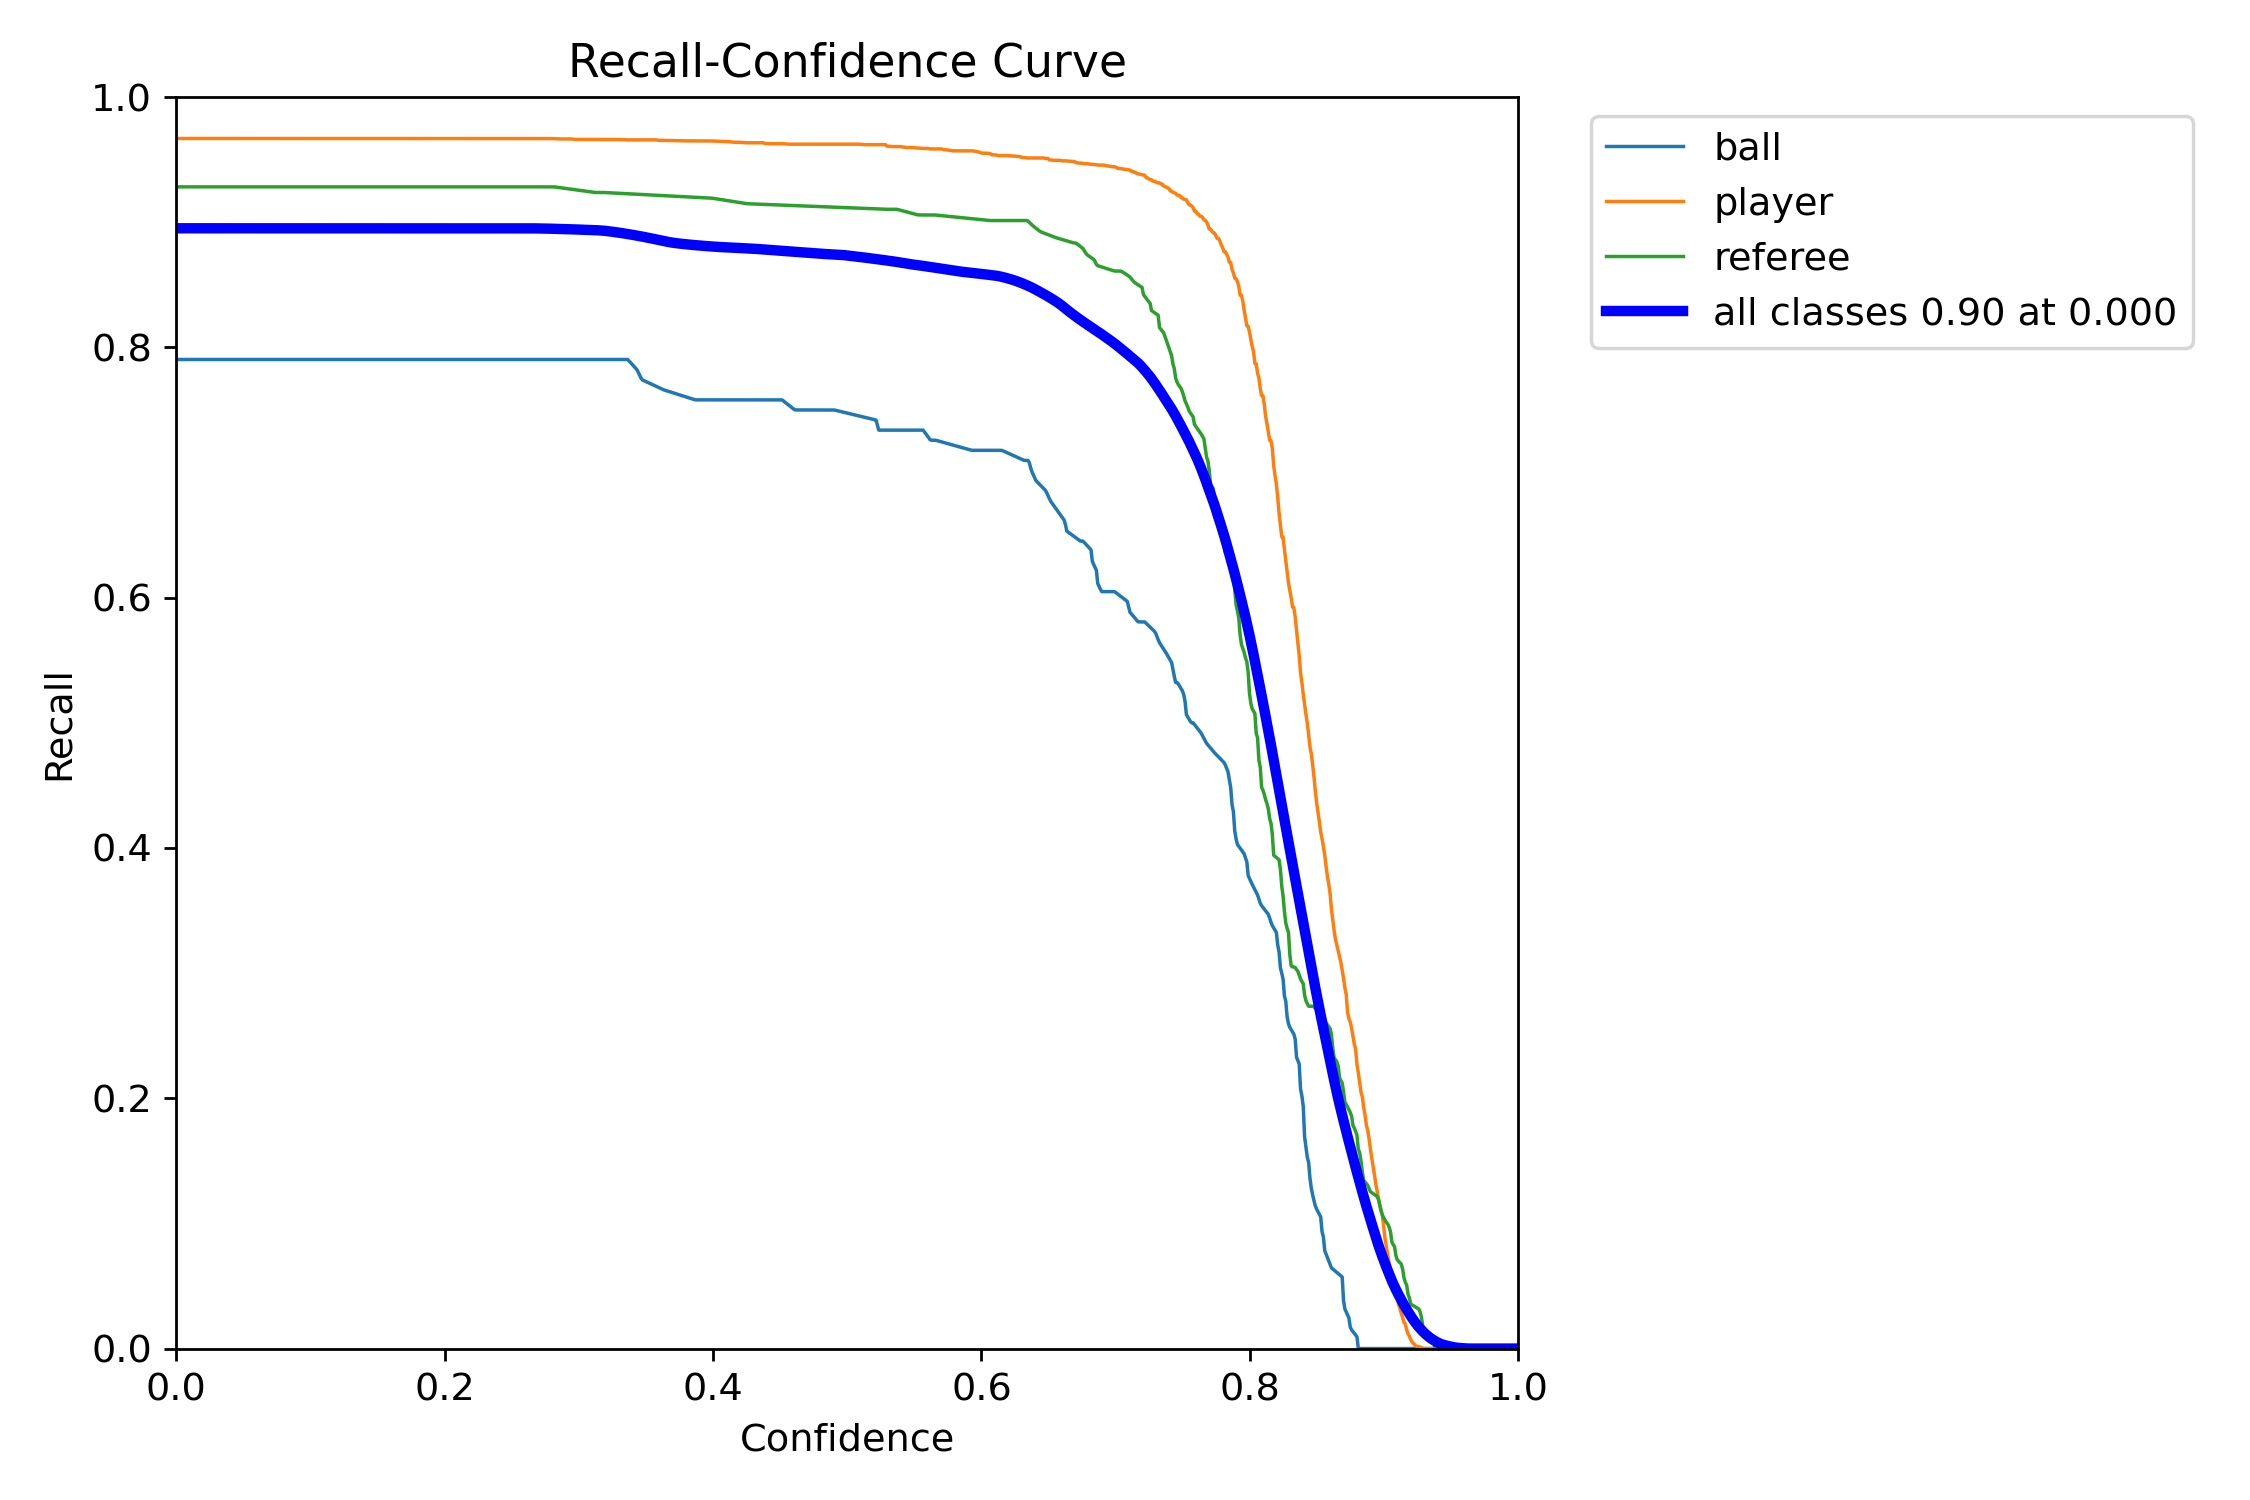 Recall-Confidence Curve
1.0
0.8
0.6
0.4
0.2
0.0
Recall
0.0 0.2 0.4 0.6 0.8 1.0
Confidence
ball
player
referee
all classes 0.90 at 0.000